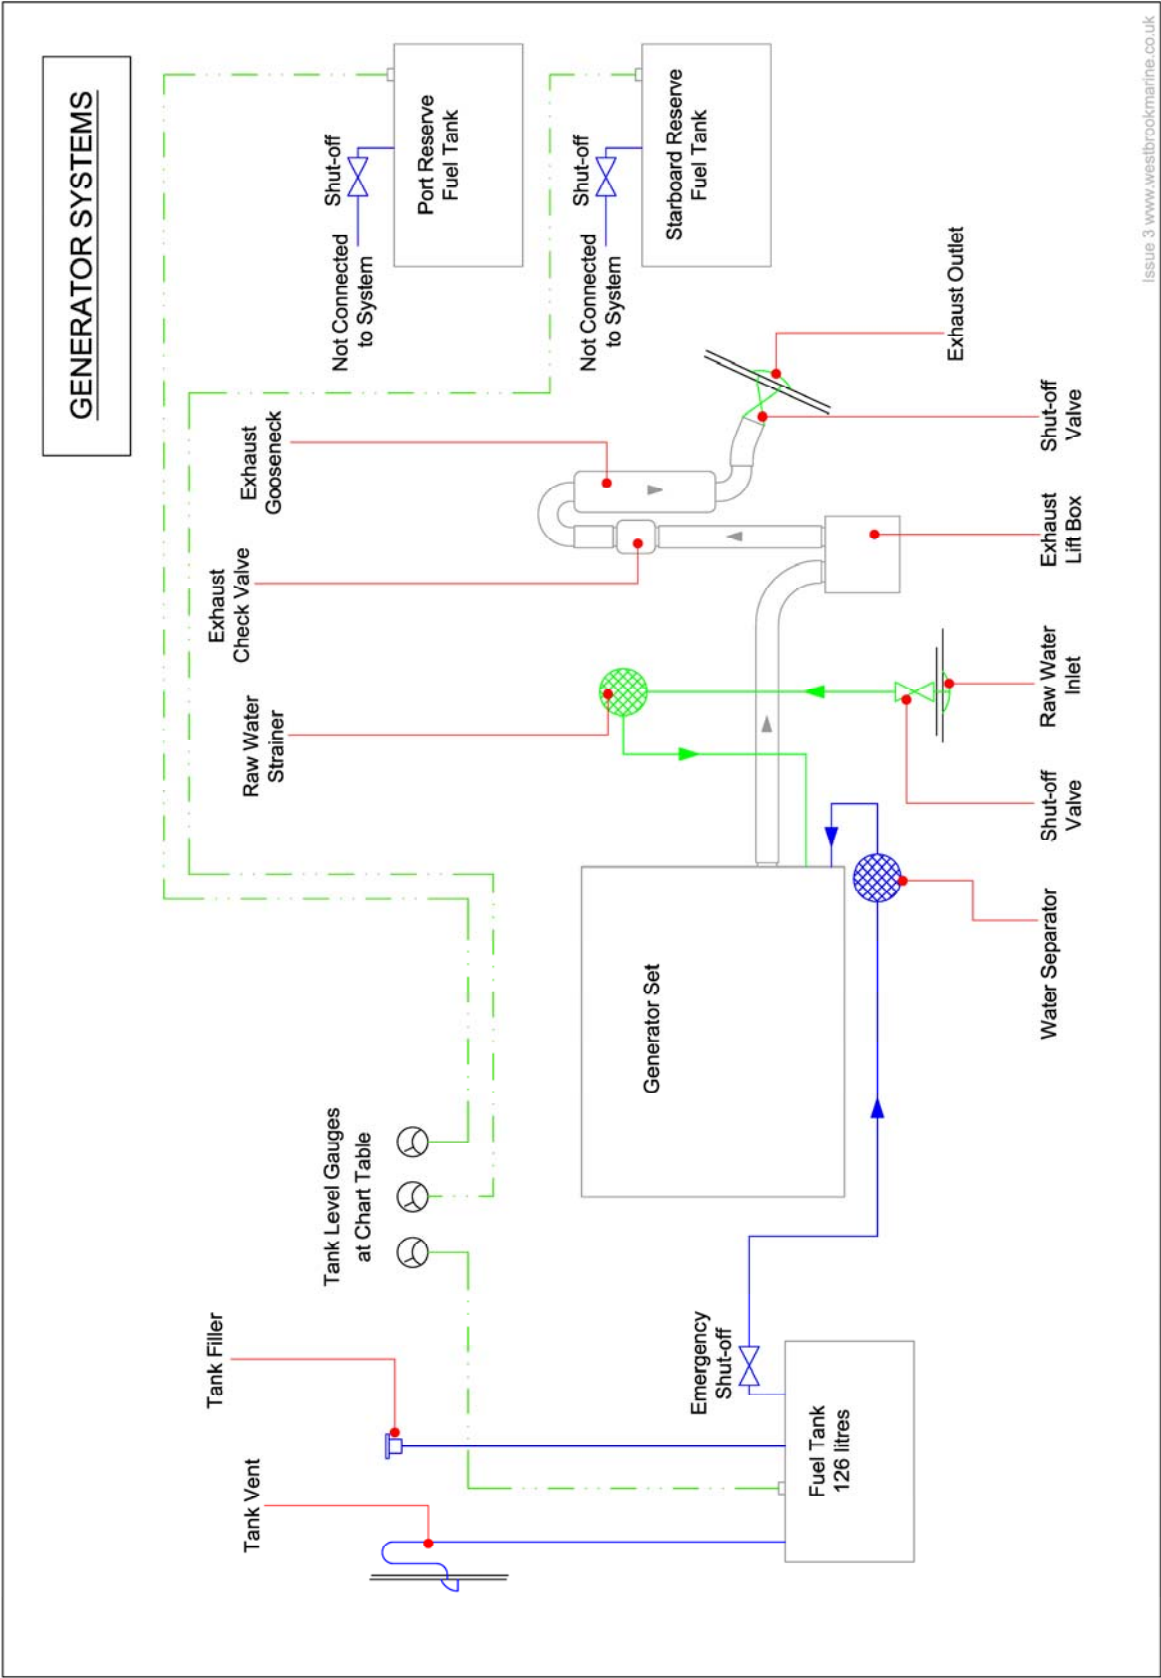 GENERATOR SYSTEMS
Tank Vent
Tank Filler
Tank Level Gauges
at Chart Table
Raw Water
Strainer
Exhaust
Check Valve
Exhaust
Gooseneck
Not Connected
to System
Shut-off
Port Reserve
Fuel Tank
Not Connected
to System
Shut-off
Starboard Reserve
Fuel Tank
Emergency
Shut-off
Fuel Tank
126 litres
Generator Set
Water Separator
Shut-off
Valve
Raw Water
Inlet
Exhaust
Lift Box
Shut-off
Valve
Exhaust Outlet
Issue 3 www.westbrookmarine.co.uk